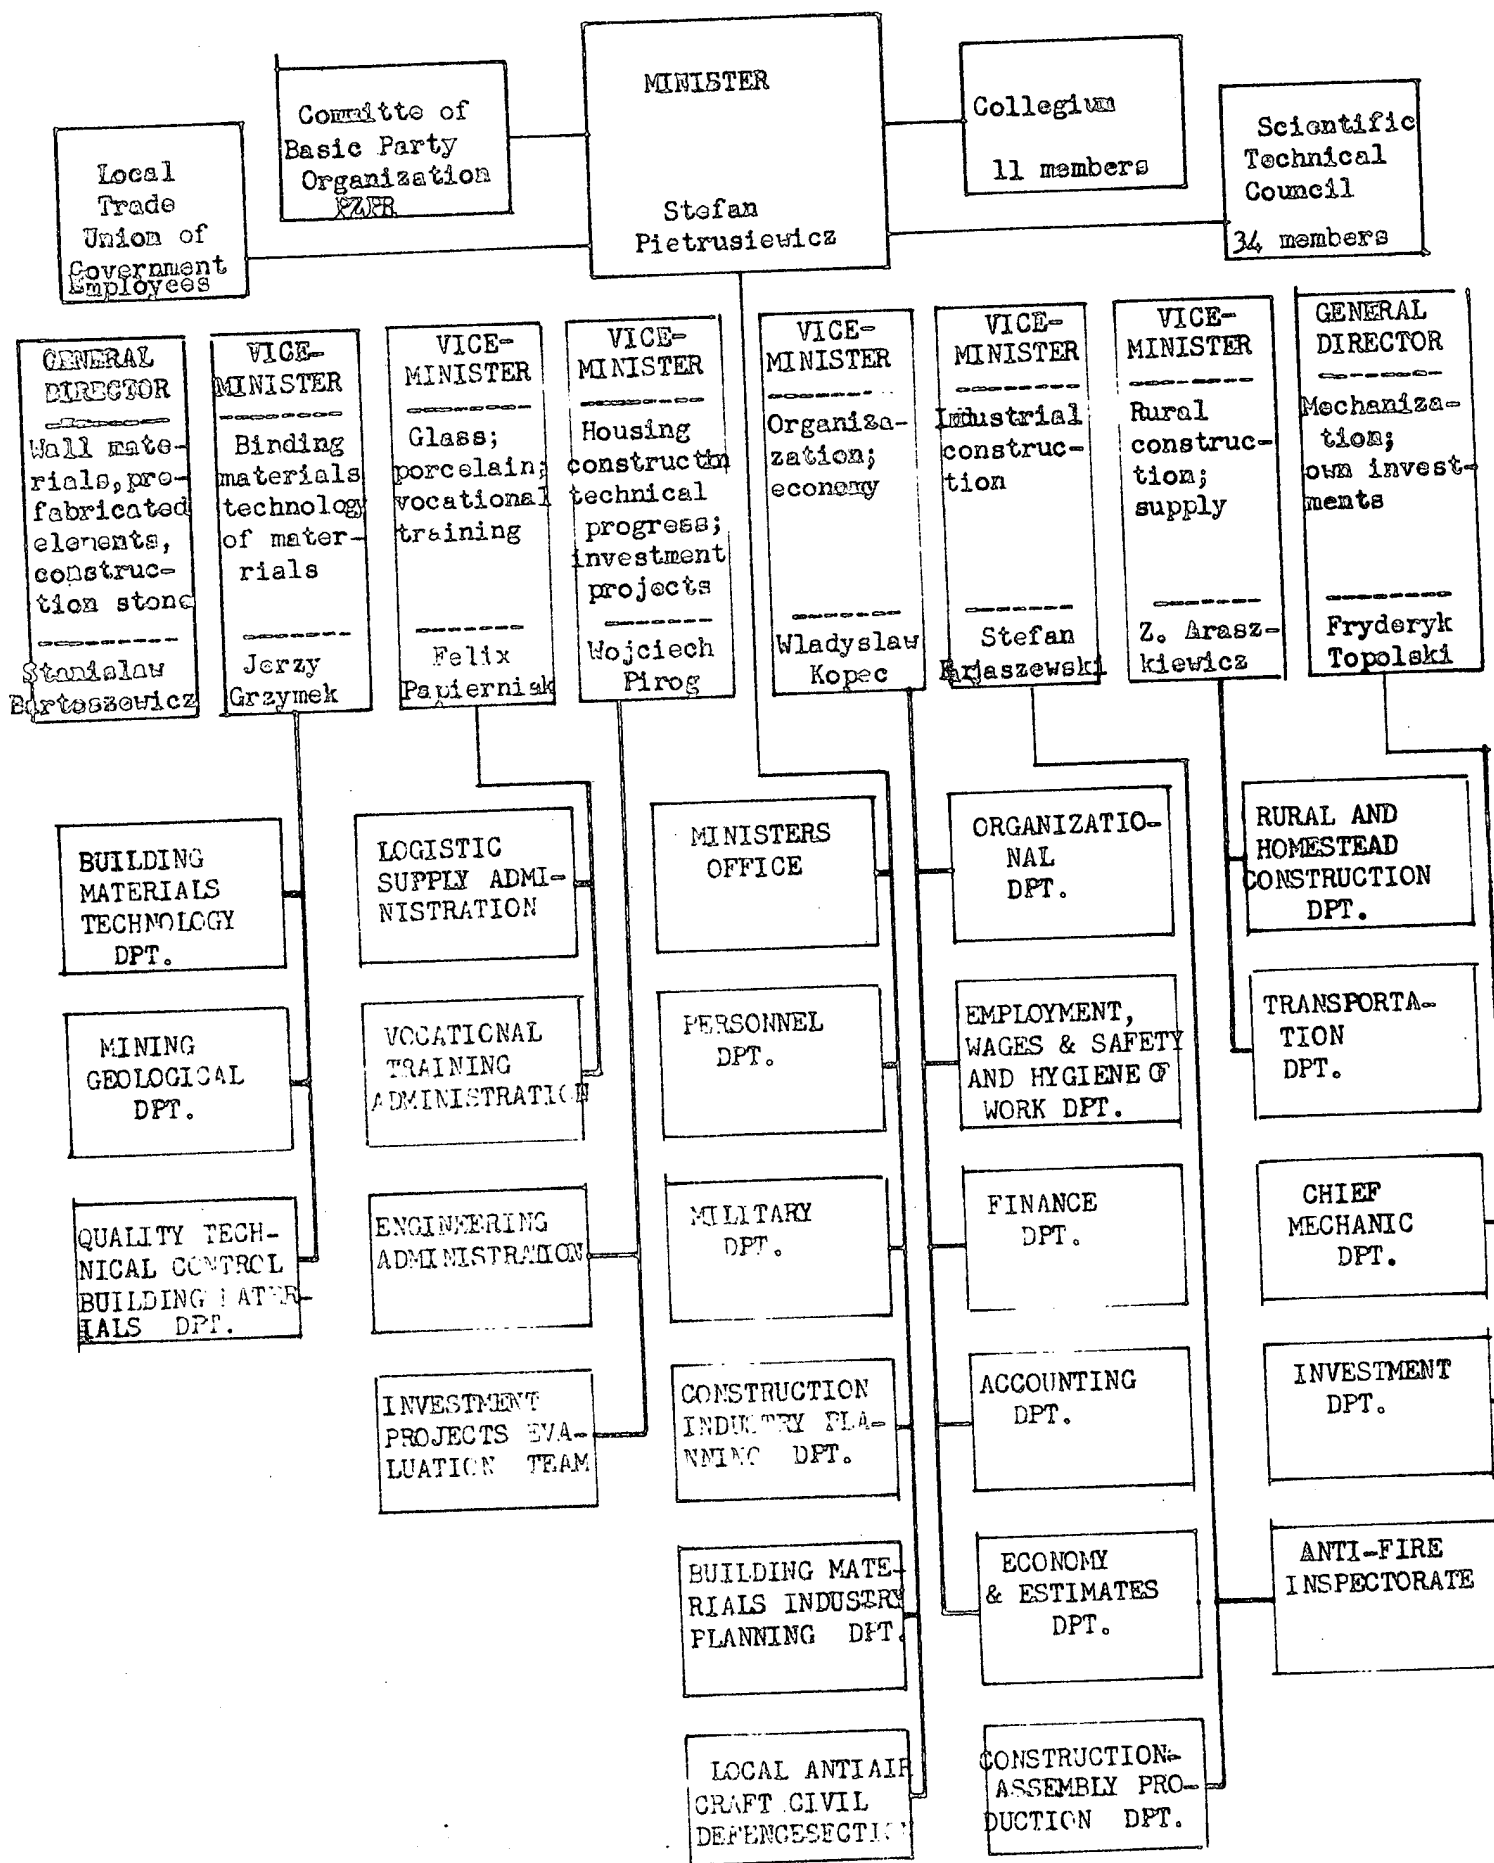 MINISTER
Stefan
Pietrusiewicz
Committe of
Basic Party
Organization
PZPR
Collegium
11 members
Local
Trade
Union of
Government
Employees
Scientific
Technical
Council
34 members
GENERAL
DIRECTOR
Wall mate-
rials, pre-
fabricated
elements,
construc-
tion stone
Stanislaw
Bartoszewicz
VICE-
MINISTER
Binding
materials
technology
of mater-
rials
Jerzy
Grzymek
VICE-
MINISTER
Glass;
porcelain;
vocational
training
Felix
Papierniak
VICE-
MINISTER
Housing
constructin
technical
progress;
investment
projects
Wojciech
Pirog
VICE-
MINISTER
Organiza-
zation;
economy
Wladyslaw
Kopec
VICE-
MINISTER
Industrial
construc-
tion
Stefan
VICE-
MINISTER
Rural
construc-
tion;
supply
Z. Arasz-
kiewicz
GENERAL
DIRECTOR
Mechaniza-
tion;
own invest-
ments
Fryderyk
Topolski
BUILDING
MATERIALS
TECHNOLOGY
DPT.
MINING
GEOLOGICAL
DPT.
QUALITY TECH-
NICAL CONTROL
BUILDING MATER-
IALS DPT.
LOGISTIC
SUPPLY ADMI-
NISTRATION
VOCATIONAL
TRAINING
ADMINISTRATION
ENGINEERING
ADMINISTRATION
INVESTMENT
PROJECTS EVA-
LUATION TEAM
MINISTERS
OFFICE
PERSONNEL
DPT.
MILITARY
DPT.
CONSTRUCTION
INDUSTRY PLA-
NNING DPT.
BUILDING MATE-
RIALS INDUSTRY
PLANNING DPT.
LOCAL ANTIAIR
CRAFT CIVIL
DEFENCESECTION
ORGANIZATIO-
NAL
DPT.
EMPLOYMENT,
WAGES & SAFETY
AND HYGIENE OF
WORK DPT.
FINANCE
DPT.
ACCOUNTING
DPT.
ECONOMY
& ESTIMATES
DPT.
CONSTRUCTION-
ASSEMBLY PRO-
DUCTION DPT.
RURAL AND
HOMESTEAD
CONSTRUCTION
DPT.
TRANSPORTA-
TION
DPT.
CHIEF
MECHANIC
DPT.
INVESTMENT
DPT.
ANTI-FIRE
INSPECTORATE